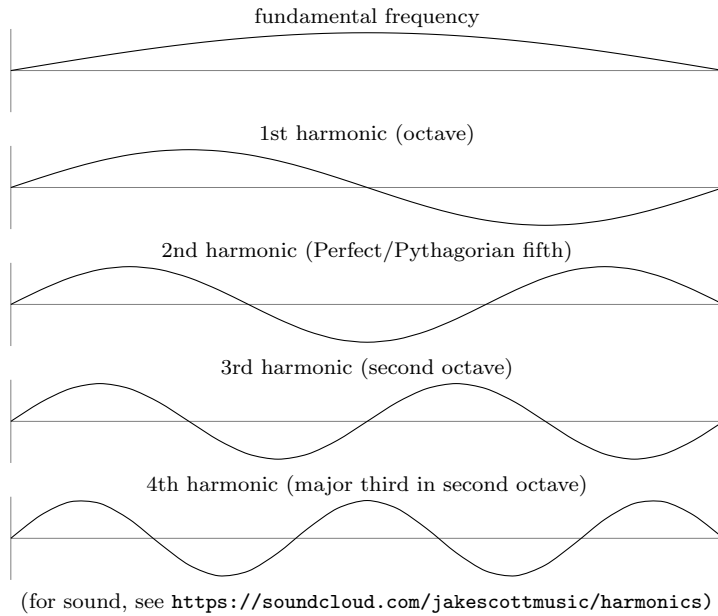 fundamental frequency
1st harmonic (octave)
2nd harmonic (Perfect/Pythagorian fifth)
3rd harmonic (second octave)
4th harmonic (major third in second octave)
(for sound, see https://soundcloud.com/jakescottmusic/harmonics)